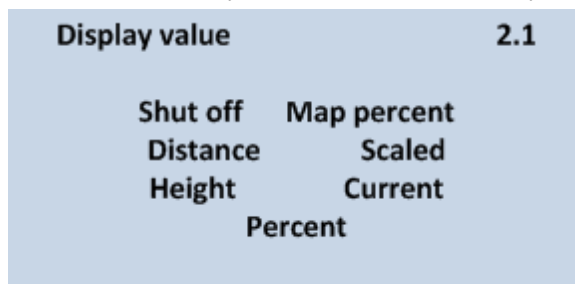 Display value 2.1
Shut off Map percent
Distance Scaled
Height Current
Percent